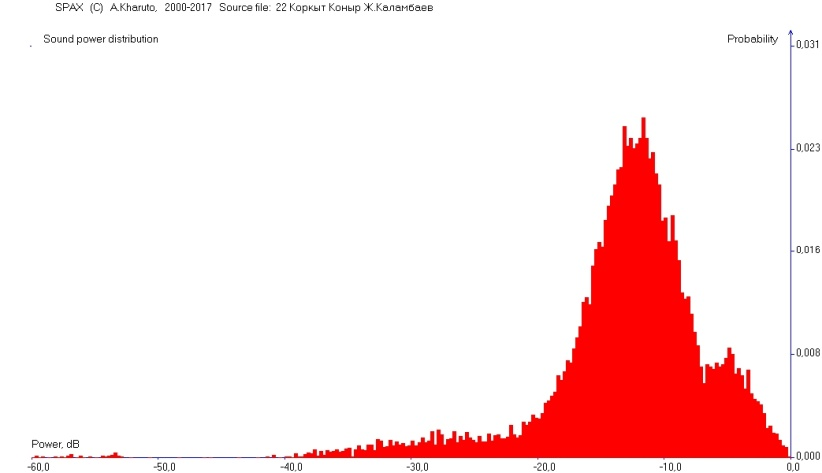 SPAX (C) A.Kharuto, 2000-2017 Source file: 22 Коркыт Коныр Ж.Каламбаев
Sound power distribution
Probability
0,031
0,023
0,016
0,008
Power, dB
0,000
-60,0 -50,0 -40,0 -30,0 -20,0 -10,0 0,0